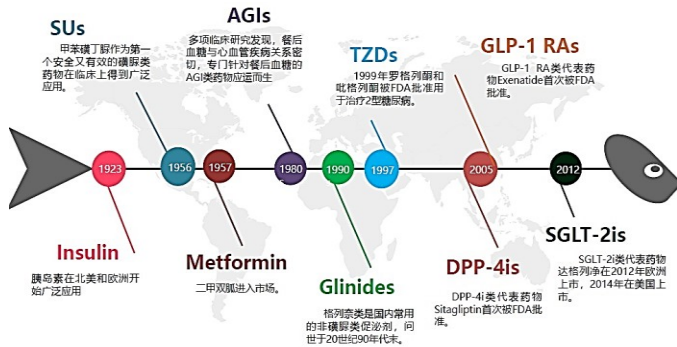 SUs
甲苯磺丁脲作为第一
个安全又有效的磺脲类
药物在临床上得到广泛
应用。
AGIs
多项临床研究发现，餐后
血糖与心血管疾病关系密
切，专门针对餐后血糖的
AGI类药物应运而生
TZDs
1999年罗格列酮和
吡格列酮被FDA批准用
于治疗2型糖尿病。
GLP-1 RAs
GLP-1 RA类代表药
物Exenatide首次被FDA
批准。
1923
1956
1957
1980
1990
1997
2005
2012
Insulin
胰岛素在北美和欧洲开
始广泛应用
Metformin
二甲双胍进入市场。
Glinides
格列奈类是国内常用
的非磺脲类促泌剂，问
世于20世纪90年代末。
DPP-4is
DPP-4i类代表药物
Sitagliptin首次被FDA批
准。
SGLT-2is
SGLT-2i类代表药物
达格列净在2012年欧洲
上市，2014年在美国上
市。